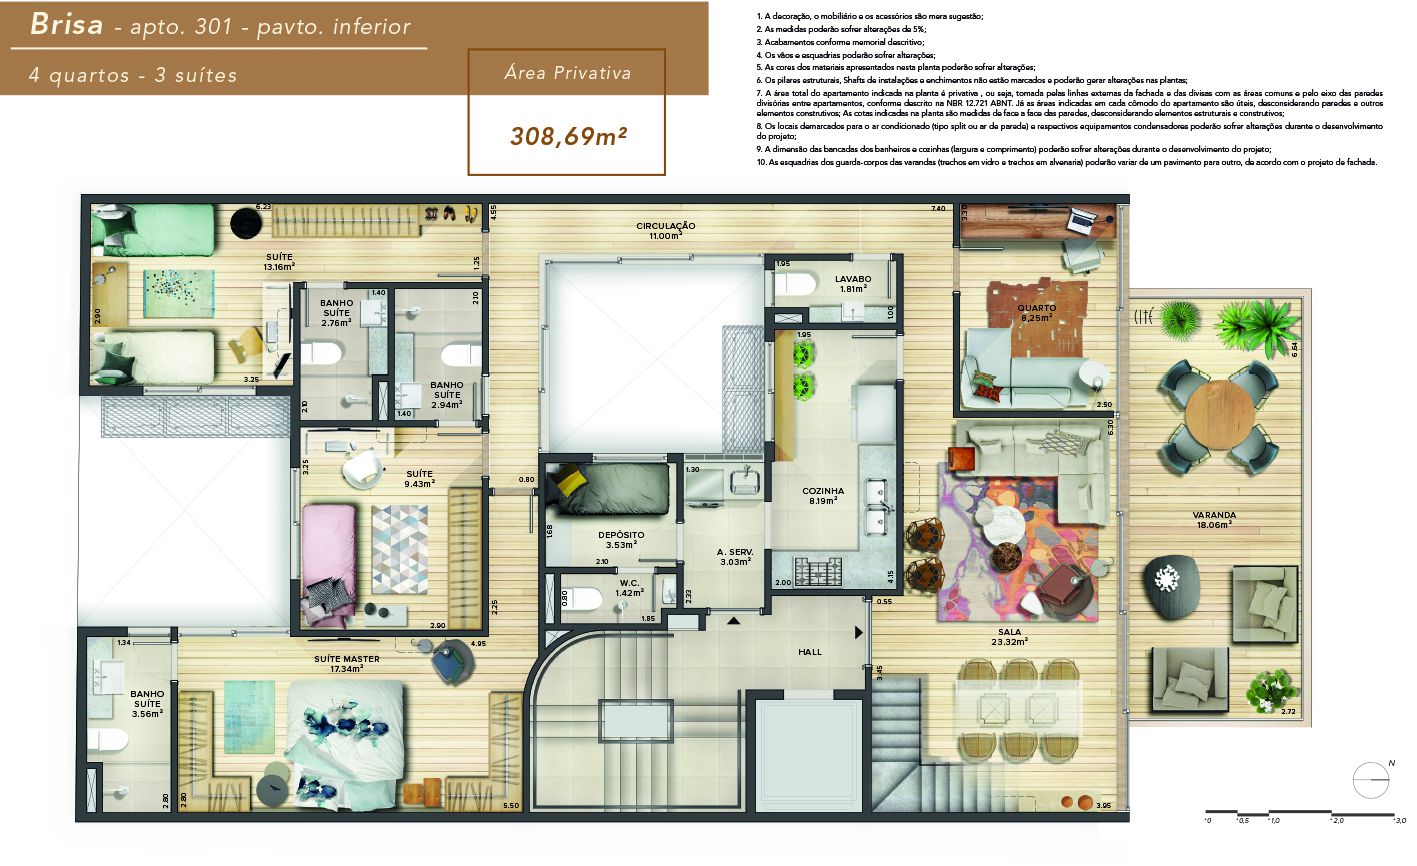 Brisa - apto. 301 - pavto. inferior
4 quartos - 3 suítes
Área Privativa
308,69m²
1. A decoração, o mobiliário e os acessórios são mera sugestão;
2. As medidas poderão sofrer alterações de 5%;
3. Acabamentos conforme memorial descritivo;
4. Os vãos e esquadrias poderão sofrer alterações;
5. As cores dos materiais apresentados nesta planta poderão sofrer alterações;
6. Os pilares estruturais, Shafts de instalações e enchimentos não estão marcados e poderão gerar alterações nas plantas;
7. A área total do apartamento indicada na planta é privativa , ou seja, tomada pelas linhas externas da fachada e das divisas com as áreas comuns e pelo eixo das paredes
divisórias entre apartamentos, conforme descrito na NBR 12.721 ABNT. Já as áreas indicadas em cada cômodo do apartamento são úteis, desconsiderando paredes e outros
elementos construtivos; As cotas indicadas na planta são medidas de face a face das paredes, desconsiderando elementos estruturais e construtivos;
8. Os locais demarcados para o ar condicionado (tipo split ou ar de parede) e respectivos equipamentos condensadores poderão sofrer alterações durante o desenvolvimento
do projeto;
9. A dimensão das bancadas dos banheiros e cozinhas (largura e comprimento) poderão sofrer alterações durante o desenvolvimento do projeto;
10. As esquadrias dos guarda-corpos das varandas (trechos em vidro e trechos em alvenaria) poderão variar de um pavimento para outro, de acordo com o projeto de fachada.
6.23
4.55
7.40
3.30
CIRCULAÇÃO
11.00m²
SUÍTE
13.16m²
1.25
1.95
LAVABO
1.81m²
1.00
BANHO
SUÍTE
2.76m²
1.40
2.10
2.90
QUARTO
8,25m²
6.64
1.95
3.25
2.10
BANHO
SUÍTE
2.94m²
1.40
2.50
6.30
3.25
SUÍTE
9.43m²
0.80
1.30
COZINHA
8.19m²
VARANDA
18.06m²
1.68
DEPÓSITO
3.53m²
2.10
A. SERV.
3.03m²
2.00
4.15
W.C.
1.42m²
0.80
1.85
2.33
0.55
2.25
2.90
SALA
23.32m²
1.34
4.95
SUÍTE MASTER
17.34m²
HALL
3.45
BANHO
SUÍTE
3.56m²
2.72
2.80
2.80
5.50
3.95
N
0
0,5
1,0
2,0
3,0